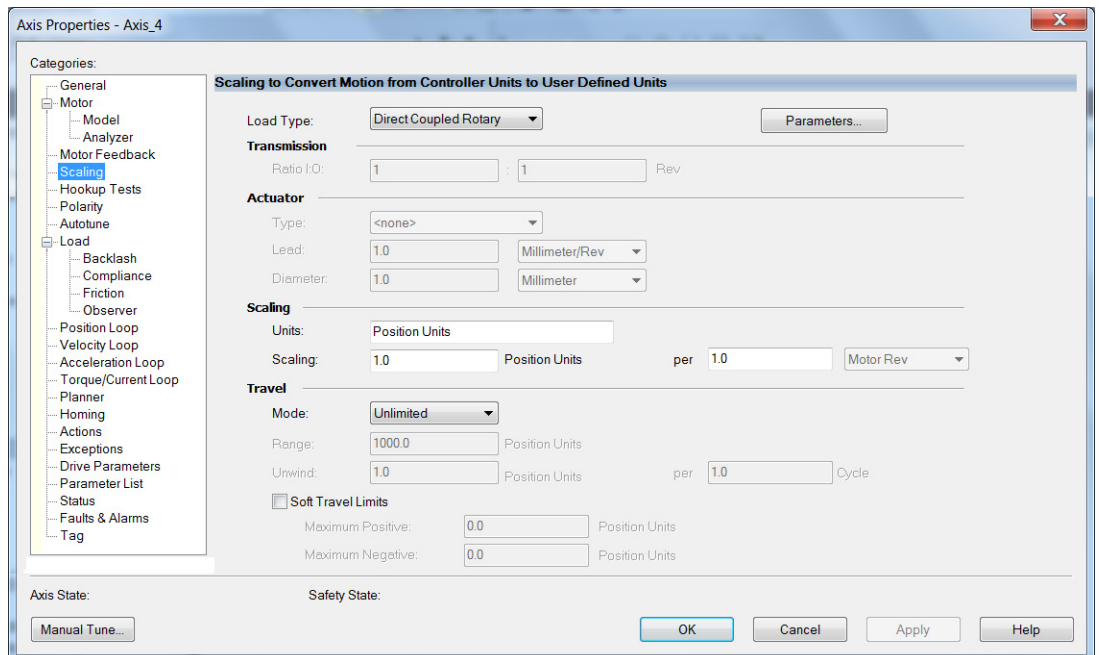 Axis Properties - Axis_4
X
Categories:
General
Motor
Model
Analyzer
Motor Feedback
Scaling
Hookup Tests
Polarity
Autotune
Load
Backlash
Compliance
Friction
Observer
Position Loop
Velocity Loop
Acceleration Loop
Torque/Current Loop
Planner
Homing
Actions
Exceptions
Drive Parameters
Parameter List
Status
Faults & Alarms
Tag
Scaling to Convert Motion from Controller Units to User Defined Units
Load Type: Direct Coupled Rotary Parameters...
Transmission
Ratio I:O: 1 : 1 Rev
Actuator
Type: <none>
Lead: 1.0 Millimeter/Rev
Diameter: 1.0 Millimeter
Scaling
Units: Position Units
Scaling: 1.0 Position Units per 1.0 Motor Rev
Travel
Mode: Unlimited
Range: 1000.0 Position Units
Unwind: 1.0 Position Units per 1.0 Cycle
Soft Travel Limits
Maximum Positive: 0.0 Position Units
Maximum Negative: 0.0 Position Units
Axis State: Safety State:
Manual Tune... OK Cancel Apply Help